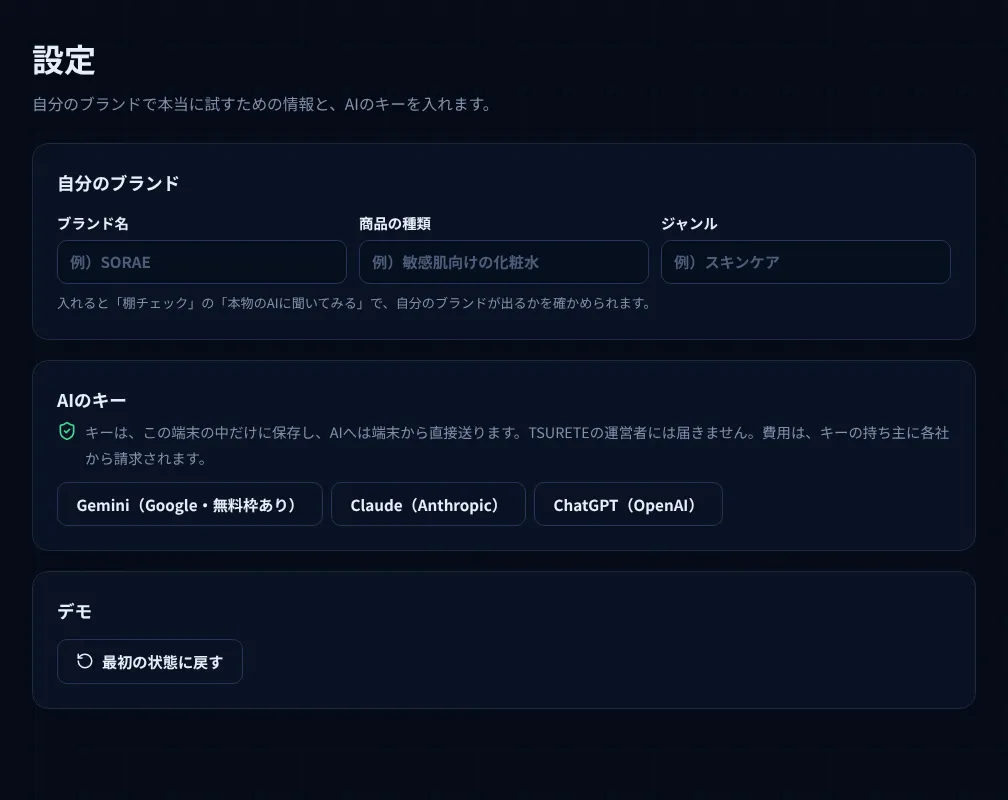 設定
自分のブランドで本当に試すための情報と、AIのキーを入れます。
自分のブランド
ブランド名
商品の種類
ジャンル
例）SORAE
例）敏感肌向けの化粧水
例）スキンケア
入れると「棚チェック」の「本物のAIに聞いてみる」で、自分のブランドが出るかを確かめられます。
AIのキー
キーは、この端末の中だけに保存し、AIへは端末から直接送ります。TSURETEの運営者には届きません。費用は、キーの持ち主に各社
から請求されます。
Gemini（Google・無料枠あり）
Claude（Anthropic）
ChatGPT（OpenAI）
デモ
最初の状態に戻す